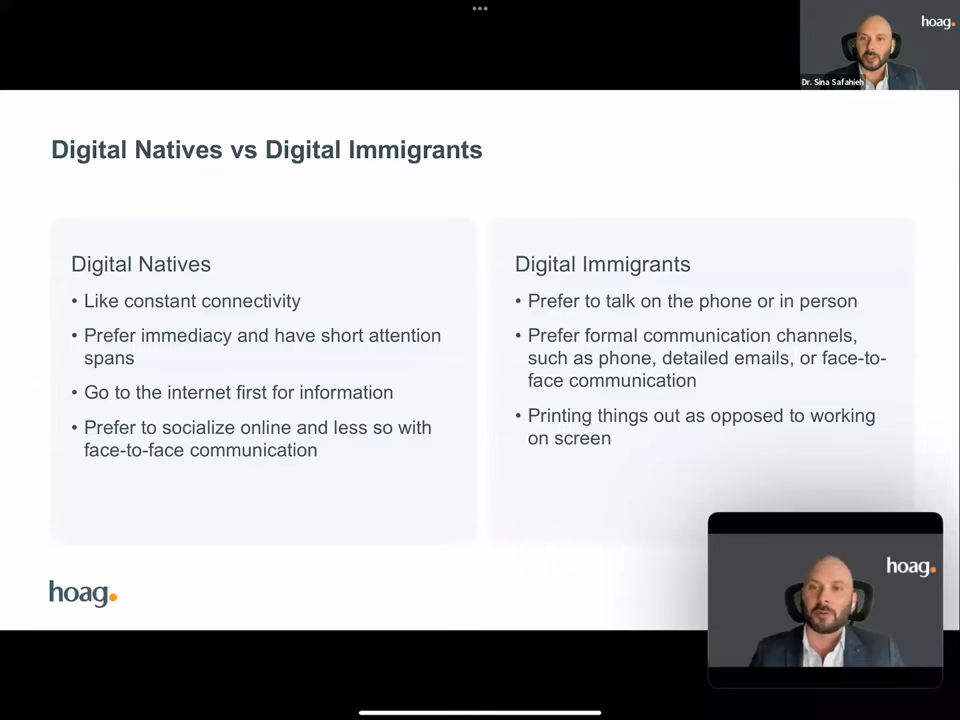 hoag.
Dr. Sina Safahieh
Digital Natives vs Digital Immigrants
Digital Natives
• Like constant connectivity
• Prefer immediacy and have short attention
spans
• Go to the internet first for information
• Prefer to socialize online and less so with
face-to-face communication
Digital Immigrants
• Prefer to talk on the phone or in person
• Prefer formal communication channels,
such as phone, detailed emails, or face-to-
face communication
• Printing things out as opposed to working
on screen
hoag.
hoag.